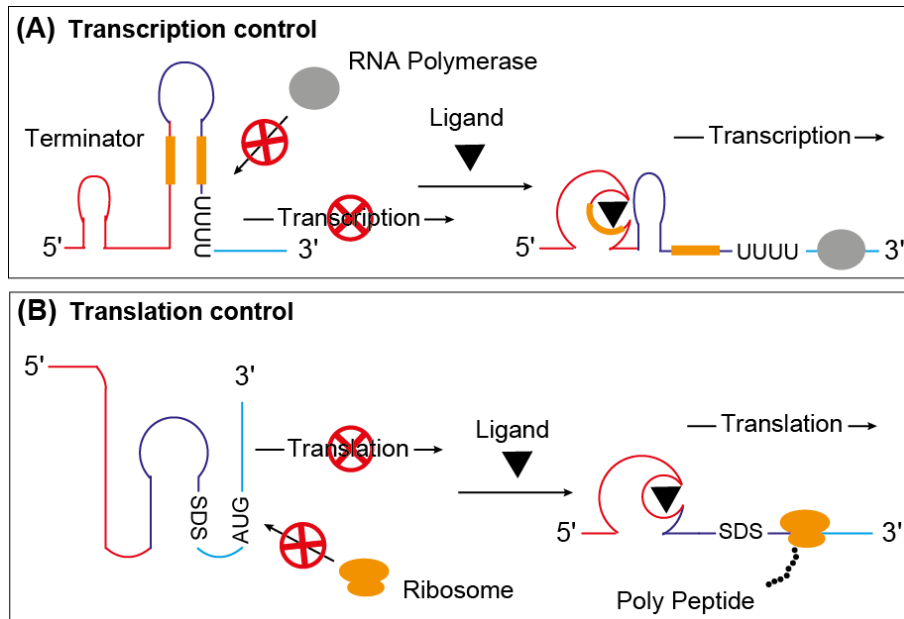 (A) Transcription control
RNA Polymerase
Terminator
Ligand
Transcription
UUUU
Transcription
5'
3'
5'
UUUU
3'
(B) Translation control
5'
3'
Translation
Ligand
Translation
SDS
AUG
5'
SDS
3'
Ribosome
Poly Peptide